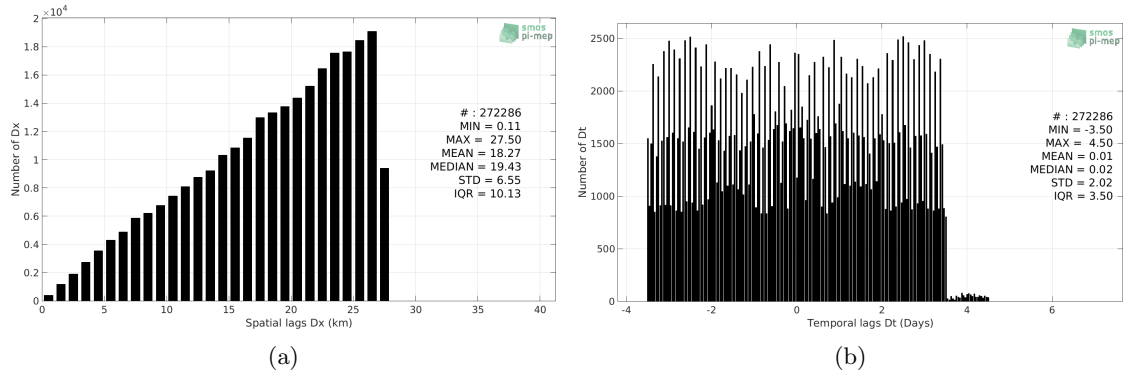 ×10⁴
2
1.8
1.6
1.4
1.2
1
0.8
0.6
0.4
0.2
0
Number of Dx
0 5 10 15 20 25 30 35 40
Spatial lags Dx (km)
smos
pi-mep
# : 272286
MIN = 0.11
MAX = 27.50
MEAN = 18.27
MEDIAN = 19.43
STD = 6.55
IQR = 10.13
(a)
2500
2000
1500
1000
500
0
Number of Dt
-4 -2 0 2 4 6
Temporal lags Dt (Days)
smos
pi-mep
# : 272286
MIN = -3.50
MAX = 4.50
MEAN = 0.01
MEDIAN = 0.02
STD = 2.02
IQR = 3.50
(b)